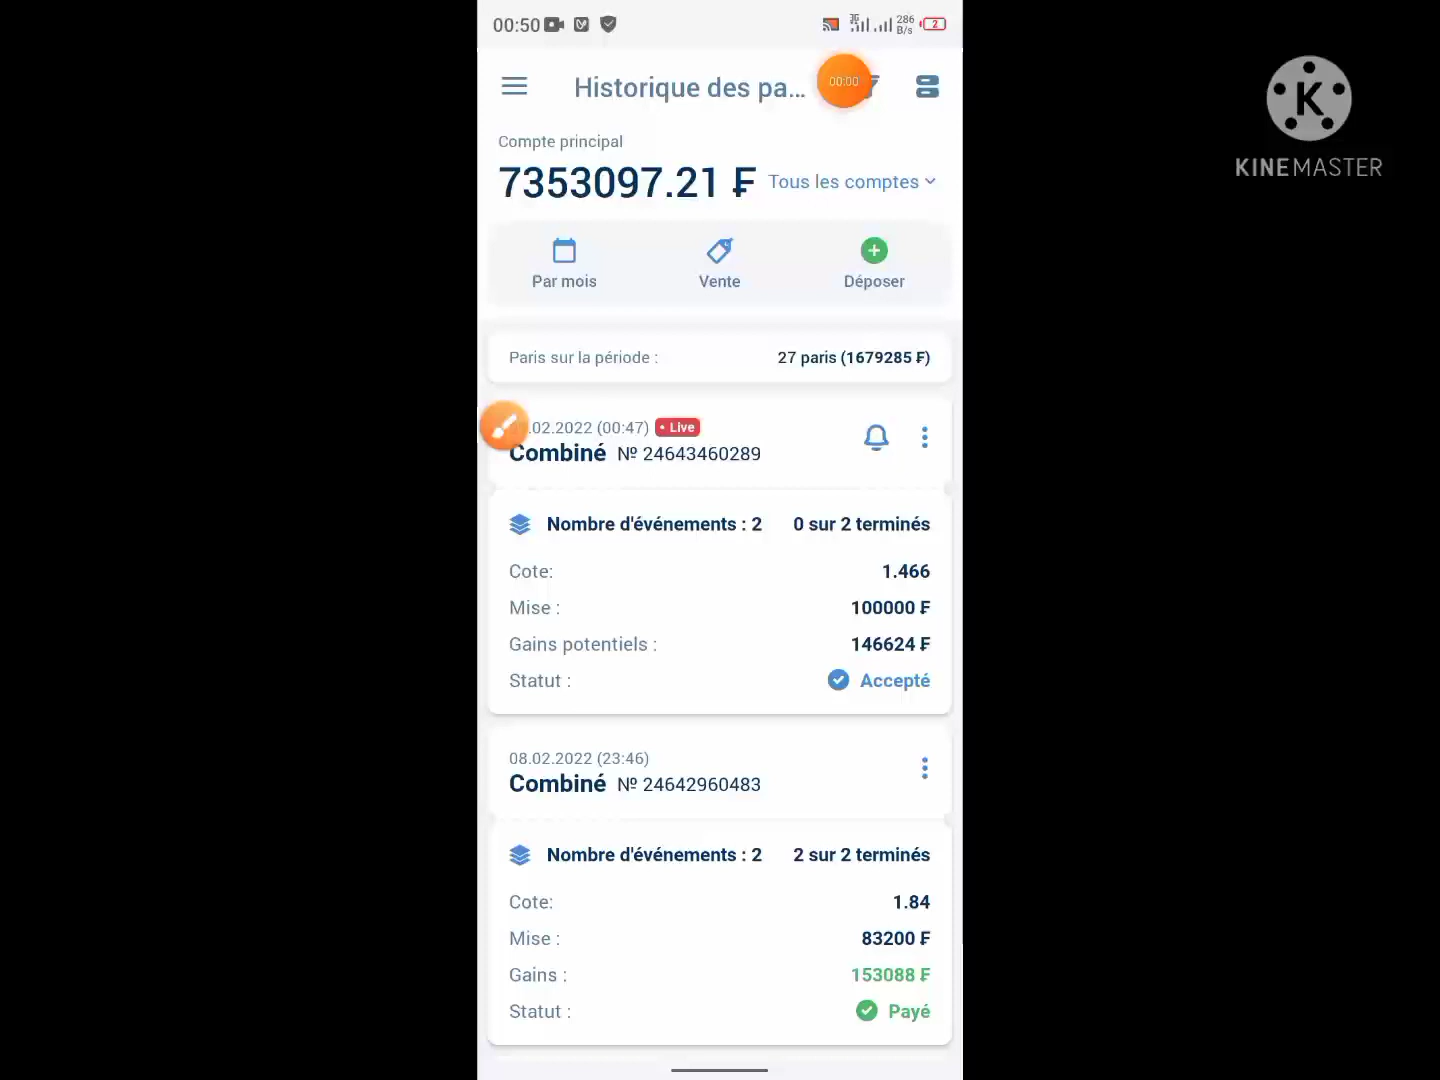 00:50
3G
286
B/s
2
Historique des pa...
00:00
Compte principal
7353097.21 ₣
Tous les comptes
Par mois
Vente
Déposer
Paris sur la période :
27 paris (1679285 ₣)
.02.2022 (00:47)
• Live
Combiné № 24643460289
Nombre d'événements : 2
0 sur 2 terminés
Cote:
1.466
Mise :
100000 ₣
Gains potentiels :
146624 ₣
Statut :
Accepté
08.02.2022 (23:46)
Combiné № 24642960483
Nombre d'événements : 2
2 sur 2 terminés
Cote:
1.84
Mise :
83200 ₣
Gains :
153088 ₣
Statut :
Payé
K
KINEMASTER